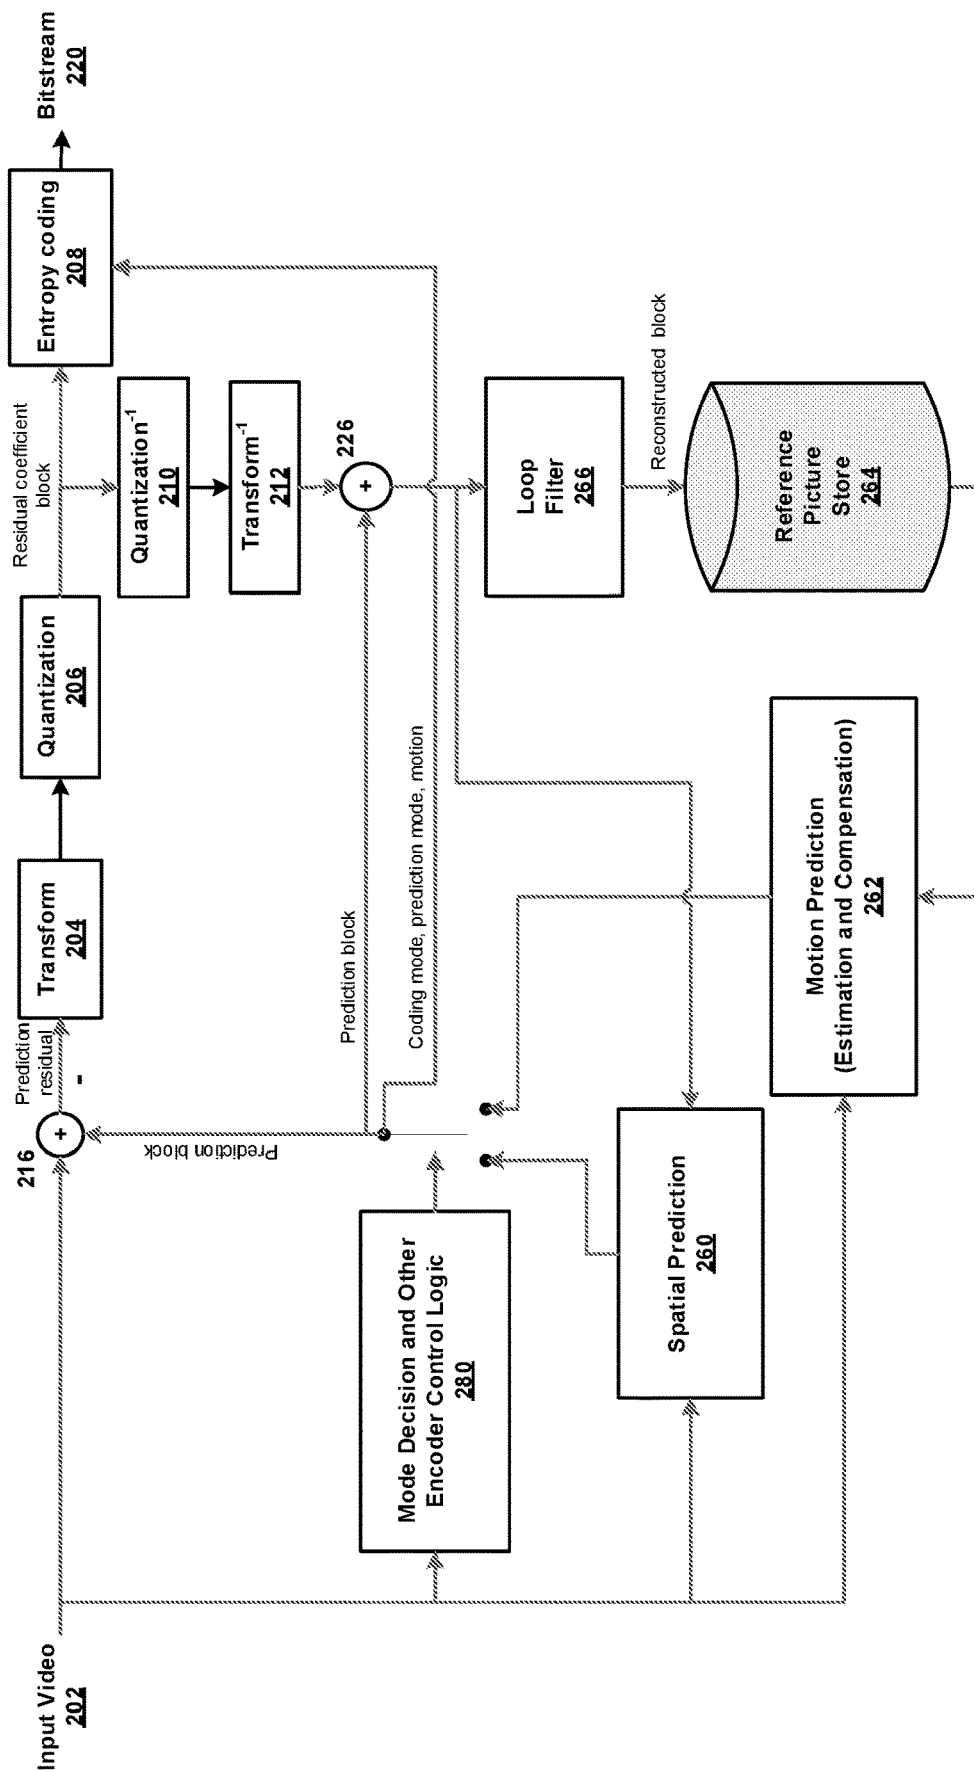 Input Video
202
216
+
-
Prediction
residual
Transform
204
Quantization
206
Residual coefficient
block
Entropy coding
208
Bitstream
220
Quantization-1
210
Transform-1
212
226
+
Prediction block
Prediction block
Coding mode, prediction mode, motion
Mode Decision and Other
Encoder Control Logic
280
Loop
Filter
266
Reconstructed block
Spatial Prediction
260
Motion Prediction
(Estimation and Compensation)
262
Reference
Picture
Store
264